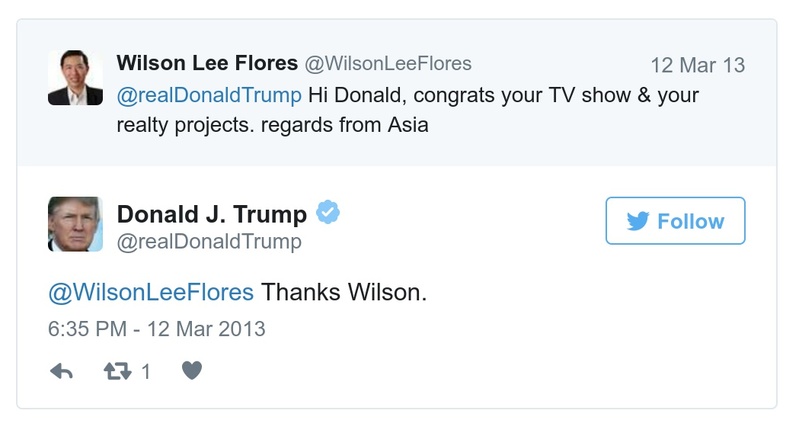 Wilson Lee Flores @WilsonLeeFlores 12 Mar 13
@realDonaldTrump Hi Donald, congrats your TV show & your
realty projects. regards from Asia
Donald J. Trump
Follow
@realDonaldTrump
@WilsonLeeFlores Thanks Wilson.
6:35 PM - 12 Mar 2013
1